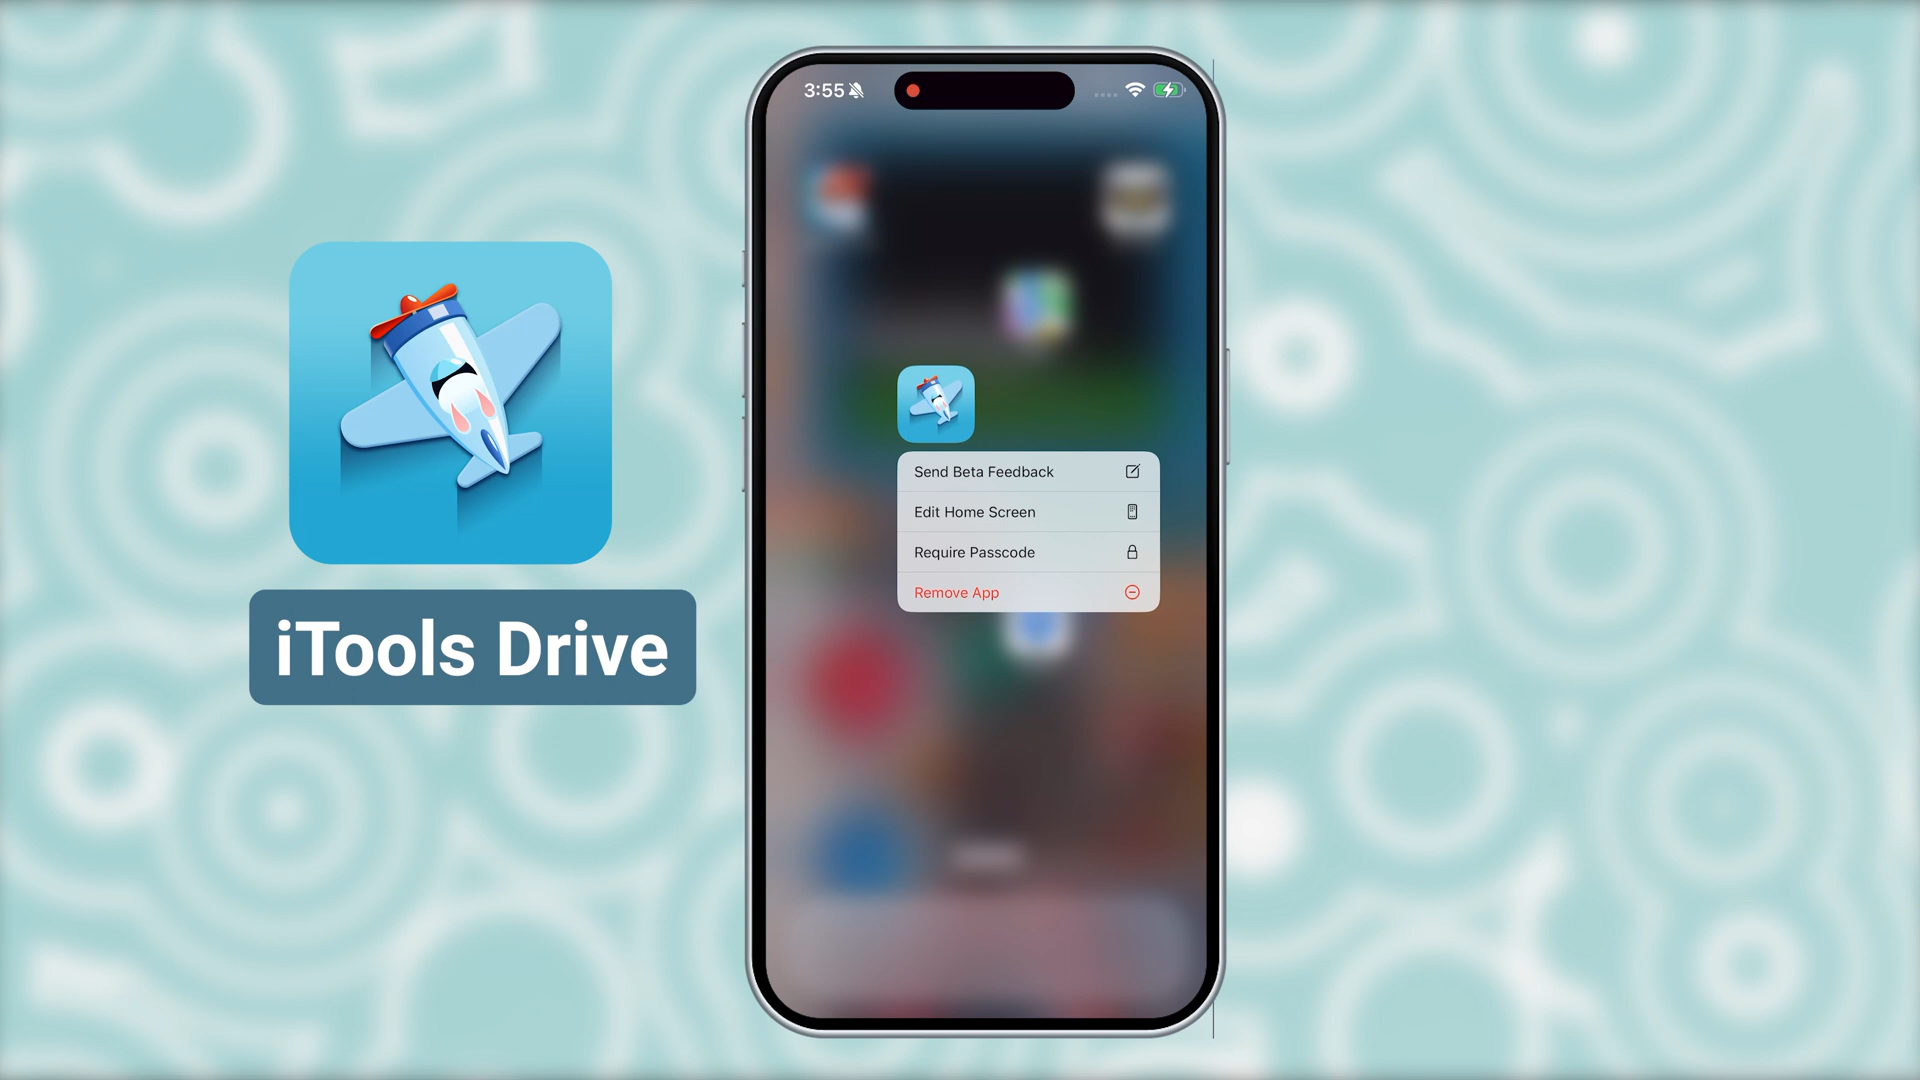 3:55
iTools Drive
Send Beta Feedback
Edit Home Screen
Require Passcode
Remove App